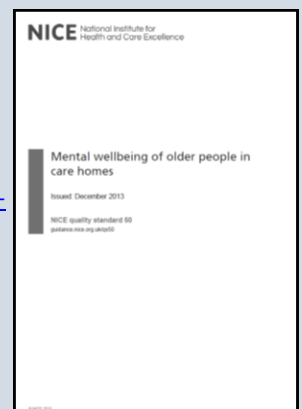 NICE National Institute for
Health and Care Excellence
Mental wellbeing of older people in
care homes
Issued: December 2013
NICE quality standard 50
guidance.nice.org.uk/qs50